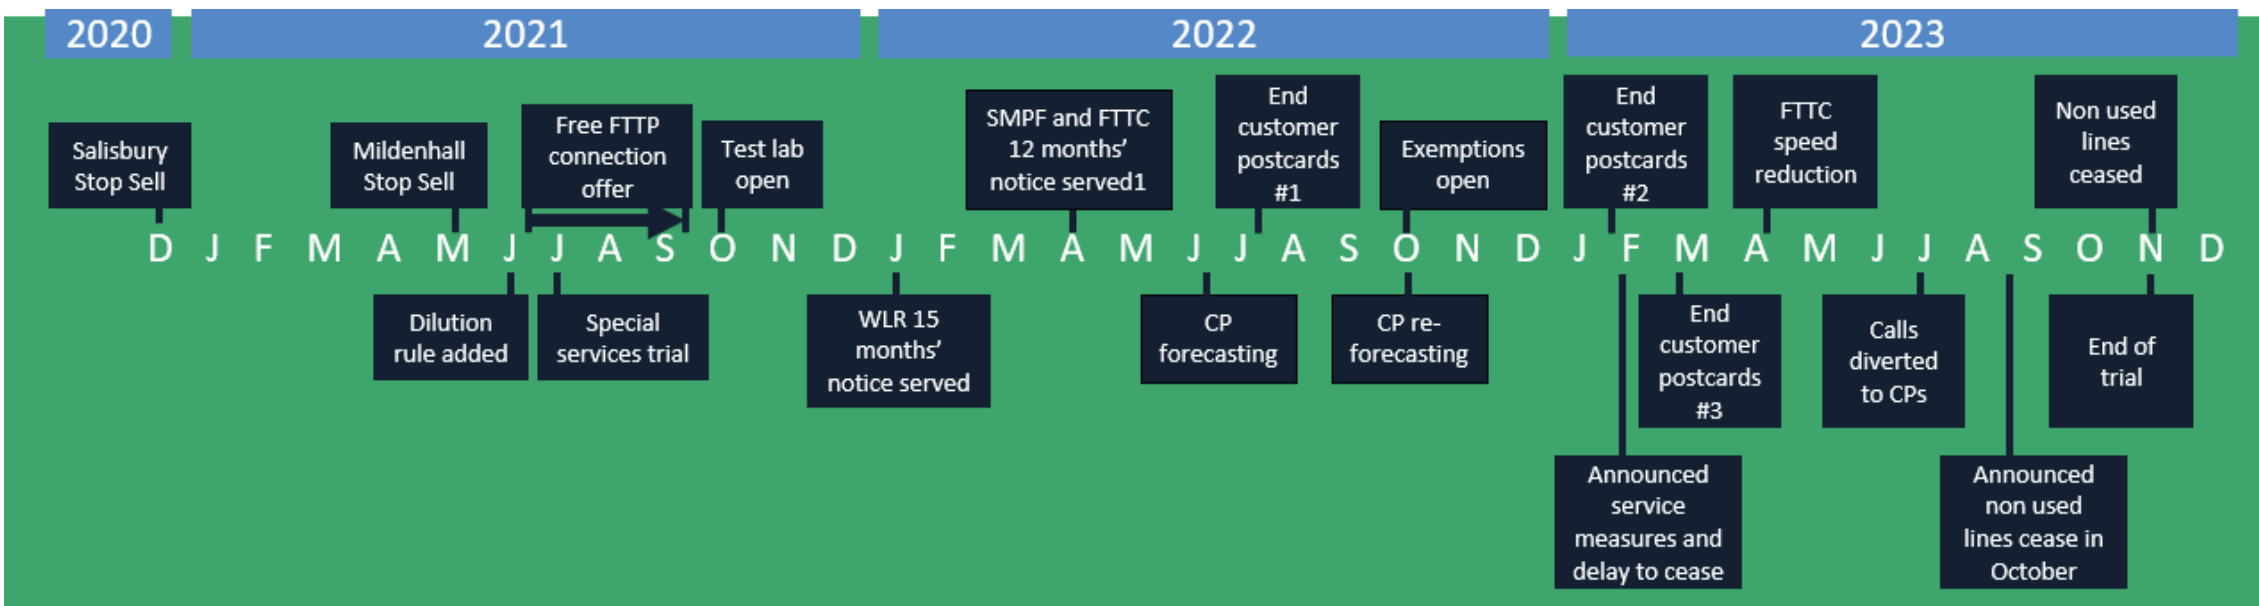 2020
2021
2022
2023
Salisbury
Stop Sell
Mildenhall
Stop Sell
Free FTTP
connection
offer
Test lab
open
SMPF and FTTC
12 months’
notice served1
End
customer
postcards
#1
Exemptions
open
End
customer
postcards
#2
FTTC
speed
reduction
Non used
lines
ceased
D J F M A M J J A S O N D J F M A M J J A S O N D J F M A M J J A S O N D
Dilution
rule added
Special
services trial
WLR 15
months’
notice served
CP
forecasting
CP re-
forecasting
End
customer
postcards
#3
Calls
diverted
to CPs
End of
trial
Announced
service
measures and
delay to cease
Announced
non used
lines cease in
October